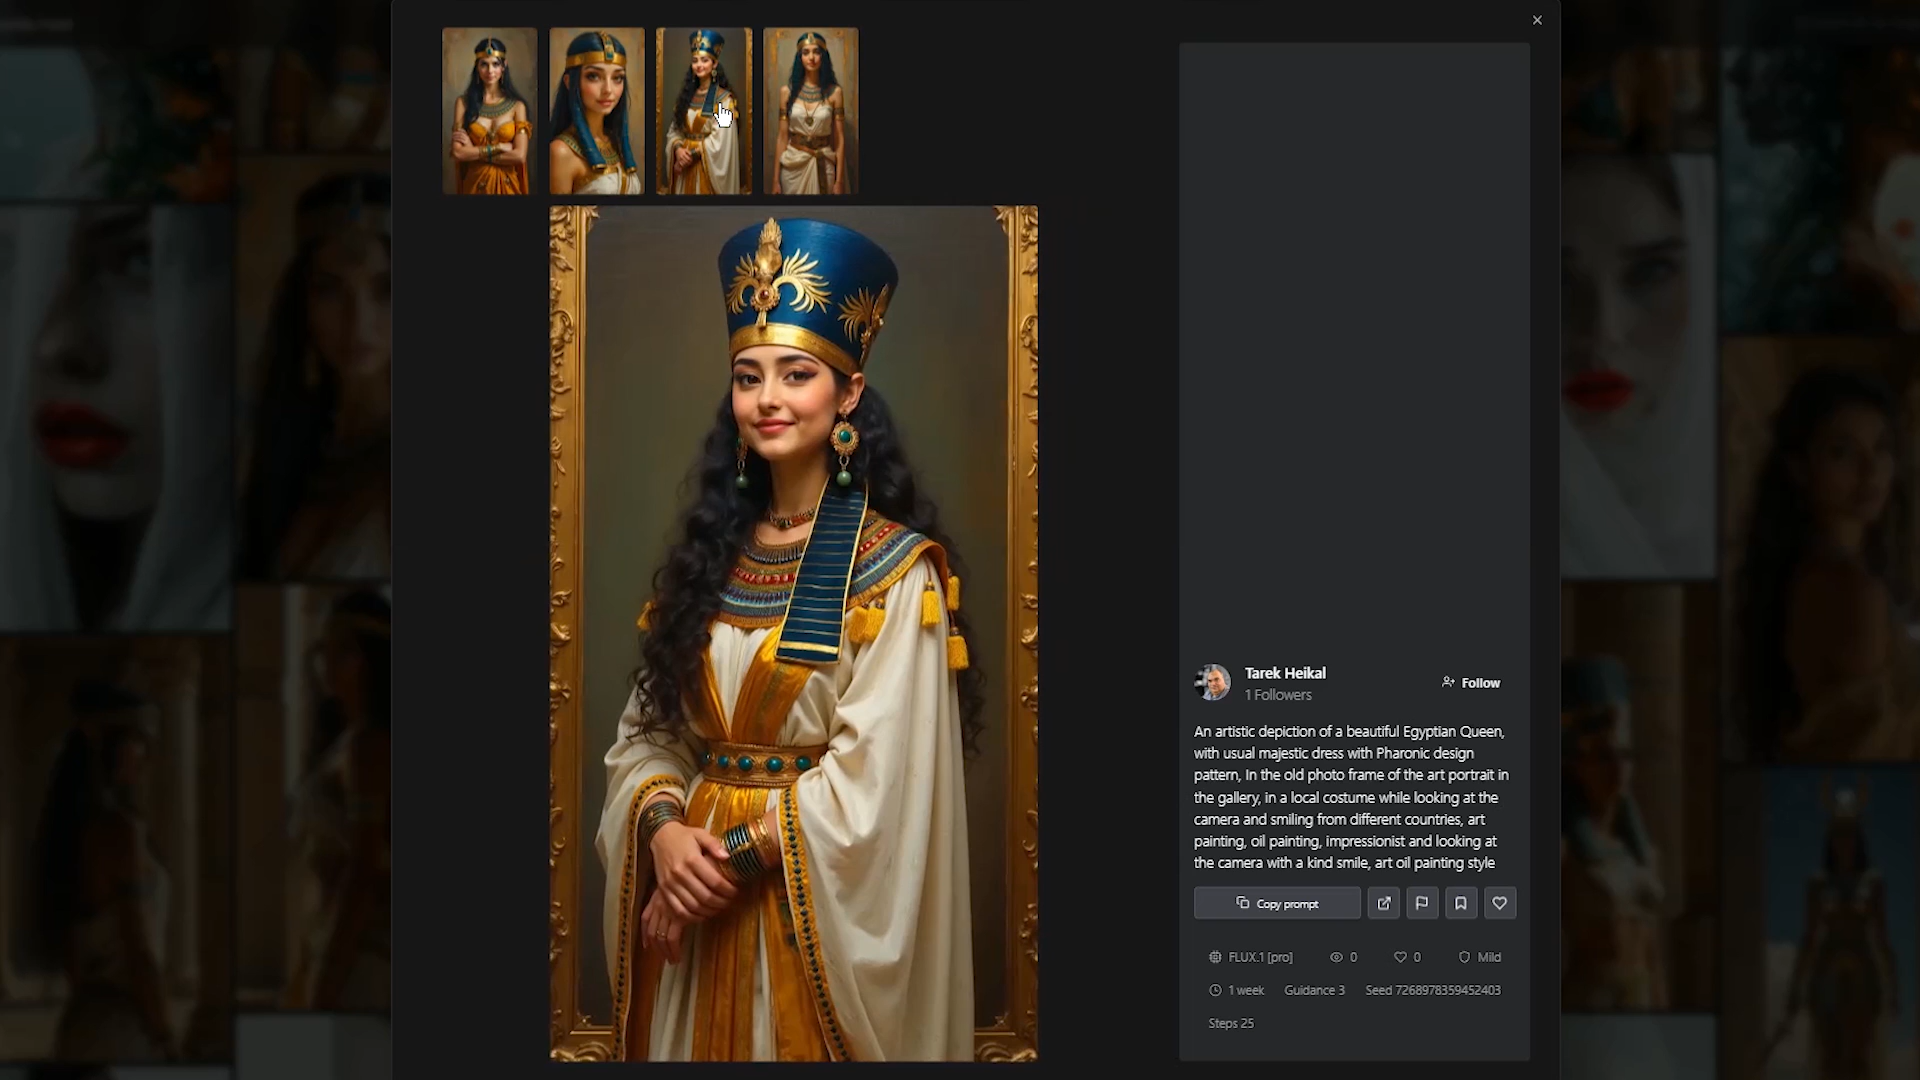 Tarek Heikal
1 Followers
Follow
An artistic depiction of a beautiful Egyptian Queen,
with usual majestic dress with Pharonic design
pattern, In the old photo frame of the art portrait in
the gallery, in a local costume while looking at the
camera and smiling from different countries, art
painting, oil painting, impressionist and looking at
the camera with a kind smile, art oil painting style
Copy prompt
FLUX.1 [pro] 0 0 Mild
1 week Guidance 3 Seed 7268978359452403
Steps 25